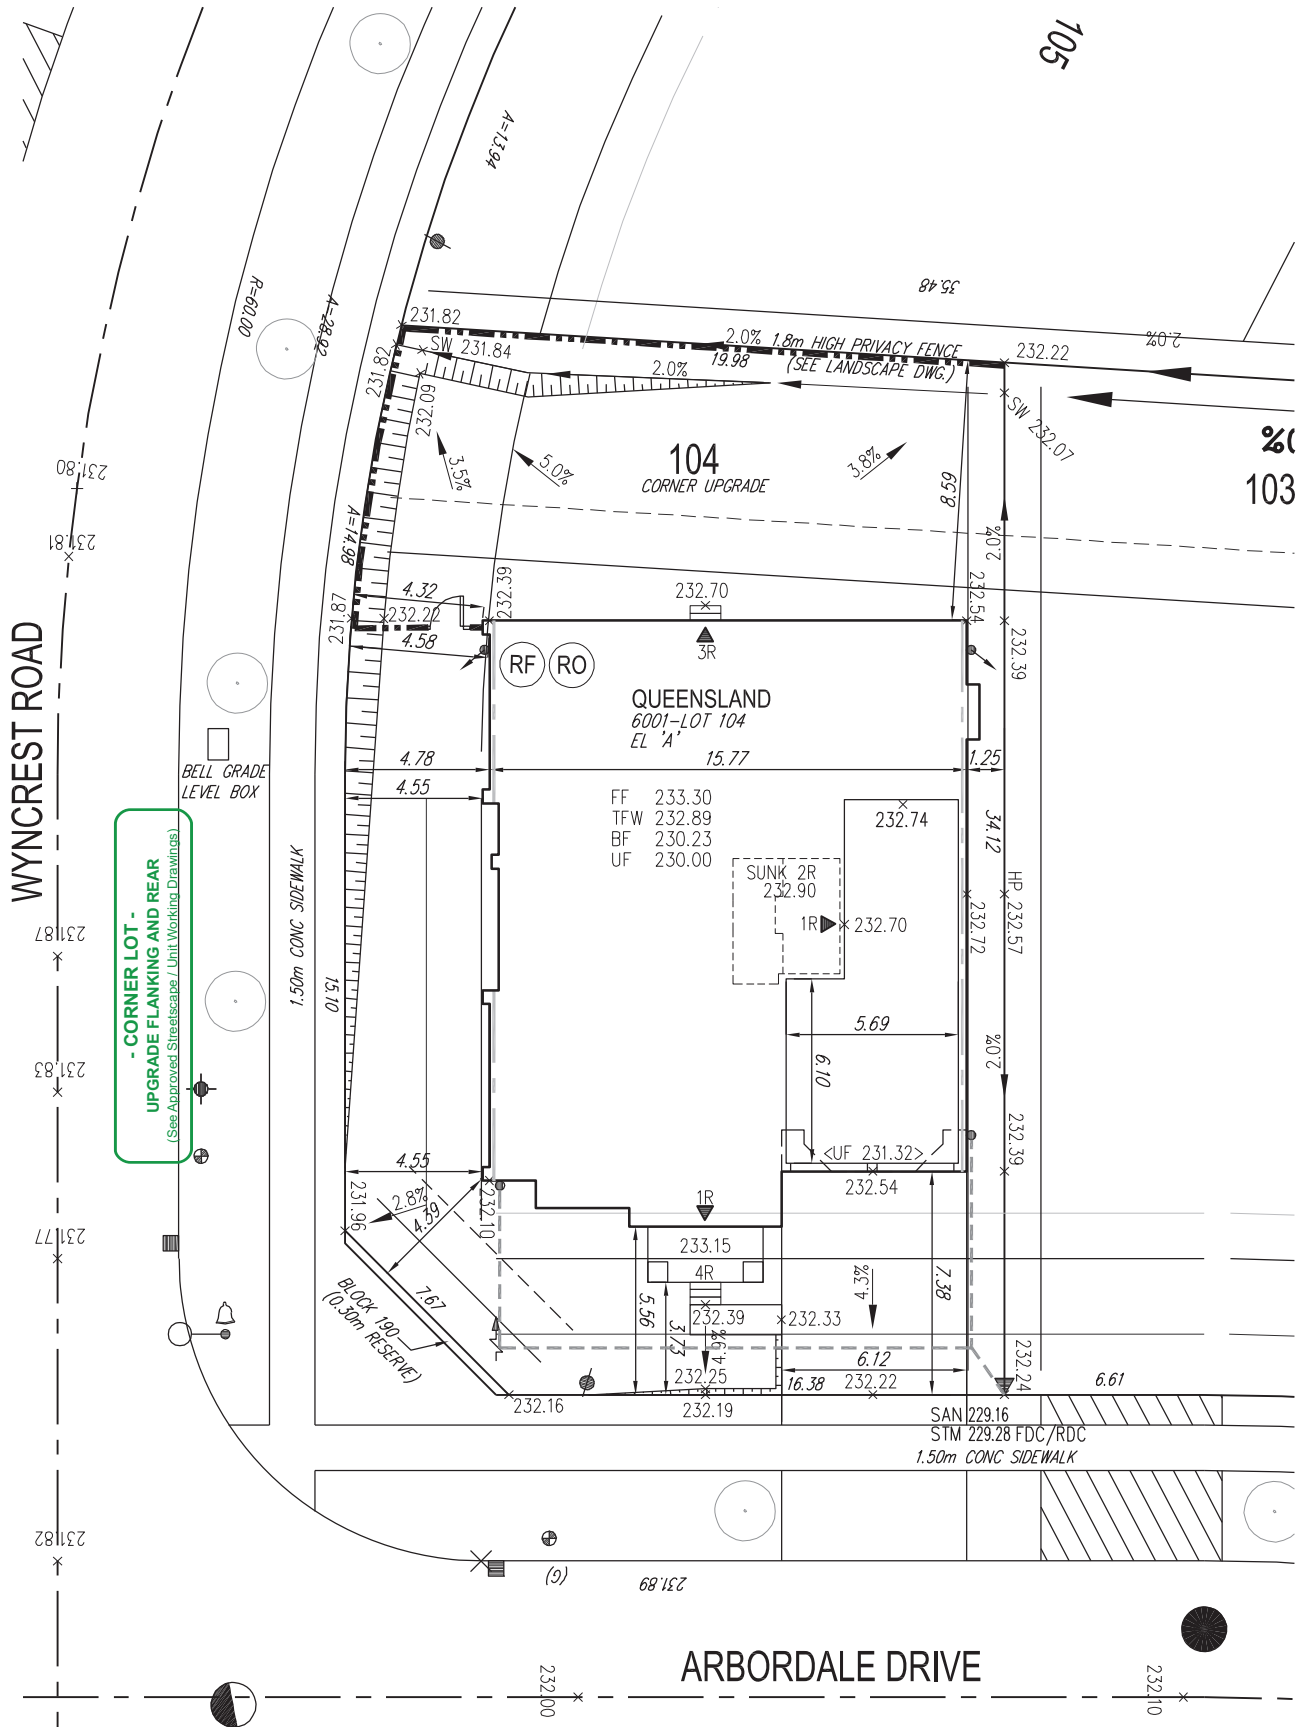 105
A=13.94
R=60.00
A=28.92
35.48
231.82
2.0%
1.8m HIGH PRIVACY FENCE
19.98
(SEE LANDSCAPE DWG.)
232.22
2.0%
SW 231.84
231.82
2.0%
232.09
SW 232.07
3.5%
5.0%
104
CORNER UPGRADE
3.8%
8.59
103
231.80
231.81
A=14.98
2.0%
4.32
232.39
232.70
232.54
231.87
232.22
4.58
3R
232.39
RF
RO
QUEENSLAND
6001-LOT 104
EL 'A'
WYNCREST ROAD
BELL GRADE
LEVEL BOX
4.78
15.77
1.25
4.55
FF 233.30
TFW 232.89
BF 230.23
UF 230.00
232.74
34.12
SUNK 2R
232.90
1R
232.70
232.72
HP 232.57
- CORNER LOT -
UPGRADE FLANKING AND REAR
(See Approved Streetscape / Unit Working Drawings)
1.50m CONC SIDEWALK
15.10
231.87
231.83
231.77
231.82
5.69
6.10
2.0%
<UF 231.32>
232.54
232.39
4.55
231.96
2.8%
4.39
232.10
1R
233.15
4R
7.67
BLOCK 190
(0.30m RESERVE)
5.56
3.73
232.39
4.9%
232.33
4.3%
7.38
6.12
232.25
16.38
232.22
232.24
6.61
232.16
232.19
SAN 229.16
STM 229.28 FDC/RDC
1.50m CONC SIDEWALK
(G)
231.89
ARBORDALE DRIVE
232.00
232.10